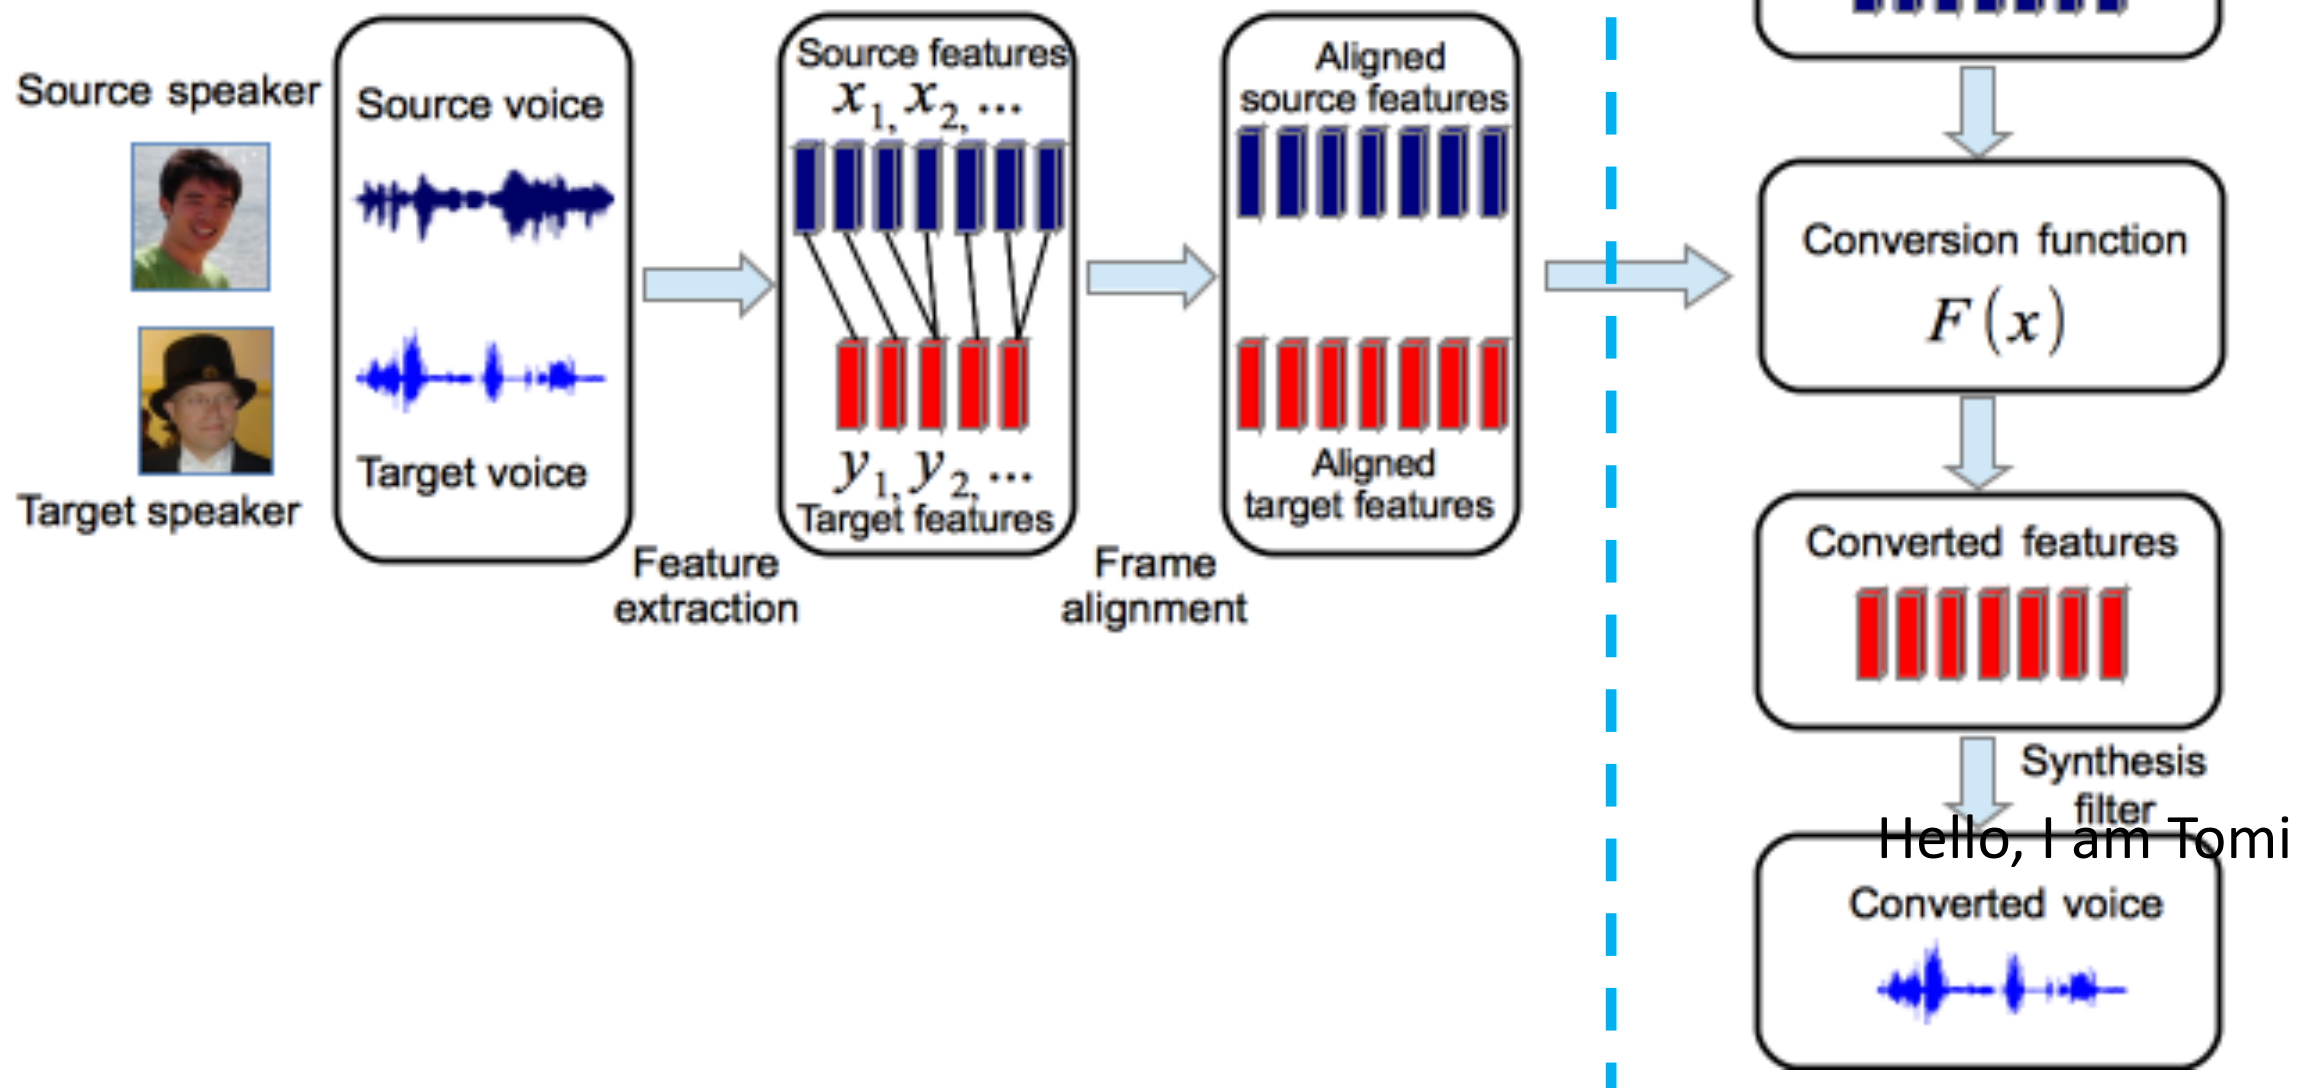 Source speaker
Target speaker
Source voice
Target voice
Feature
extraction
Source features
x1, x2, ...
y1, y2, ...
Target features
Frame
alignment
Aligned
source features
Aligned
target features
Conversion function
F(x)
Converted features
Synthesis
filter
Hello, I am Tomi
Converted voice